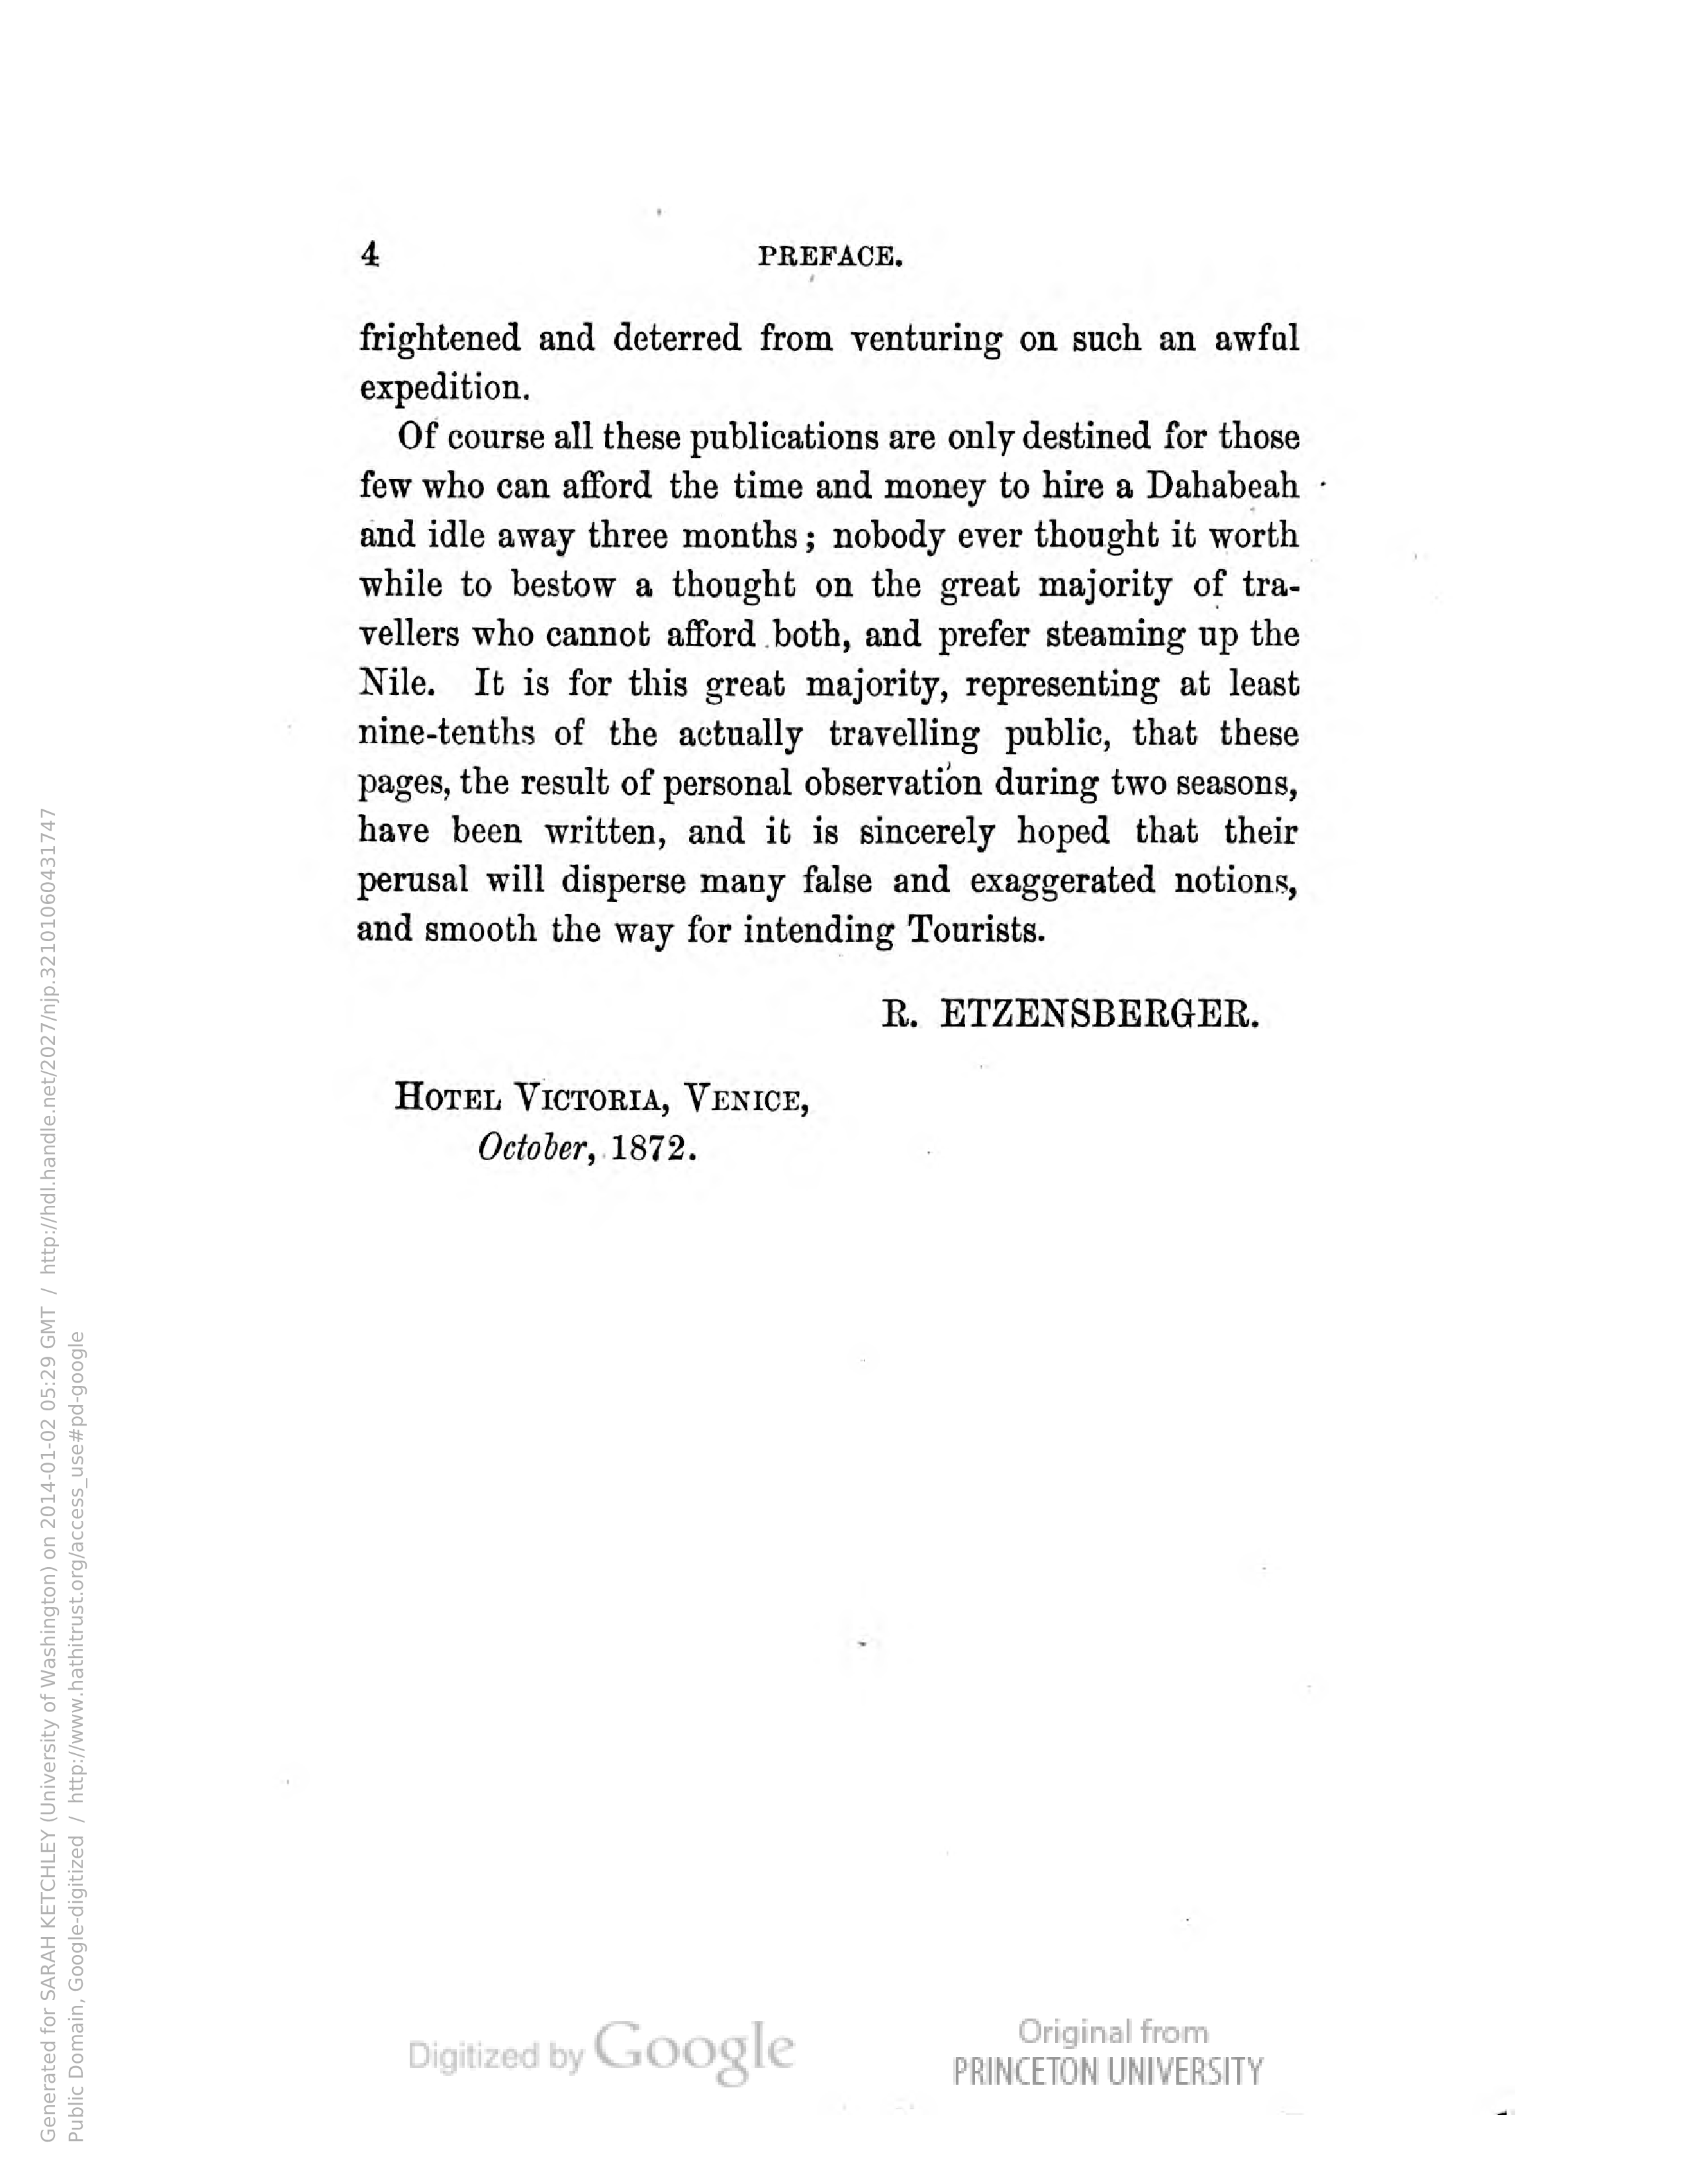 4 PREFACE.
frightened and deterred from venturing on such an awful
expedition.
Of course all these publications are only destined for those
few who can afford the time and money to hire a Dahabeah
and idle away three months; nobody ever thought it worth
while to bestow a thought on the great majority of tra-
vellers who cannot afford both, and prefer steaming up the
Nile. It is for this great majority, representing at least
nine-tenths of the actually travelling public, that these
pages, the result of personal observation during two seasons,
have been written, and it is sincerely hoped that their
perusal will disperse many false and exaggerated notions,
and smooth the way for intending Tourists.
R. ETZENSBERGER.
HOTEL VICTORIA, VENICE,
October, 1872.
Generated for SARAH KETCHLEY (University of Washington) on 2014-01-02 05:29 GMT / http://hdl.handle.net/2027/njp.32101060431747
Public Domain, Google-digitized / http://www.hathitrust.org/access_use#pd-google
Digitized by Google
Original from
PRINCETON UNIVERSITY